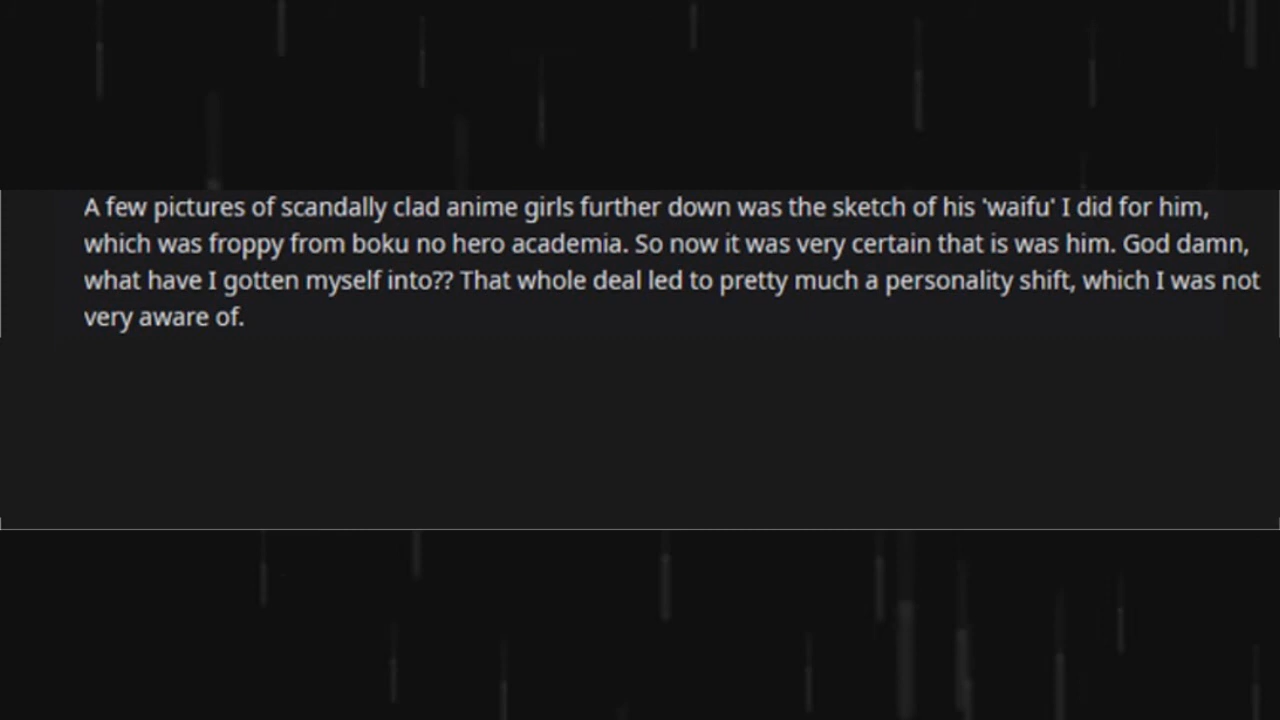 A few pictures of scandally clad anime girls further down was the sketch of his 'waifu' I did for him,
which was froppy from boku no hero academia. So now it was very certain that is was him. God damn,
what have I gotten myself into?? That whole deal led to pretty much a personality shift, which I was not
very aware of.